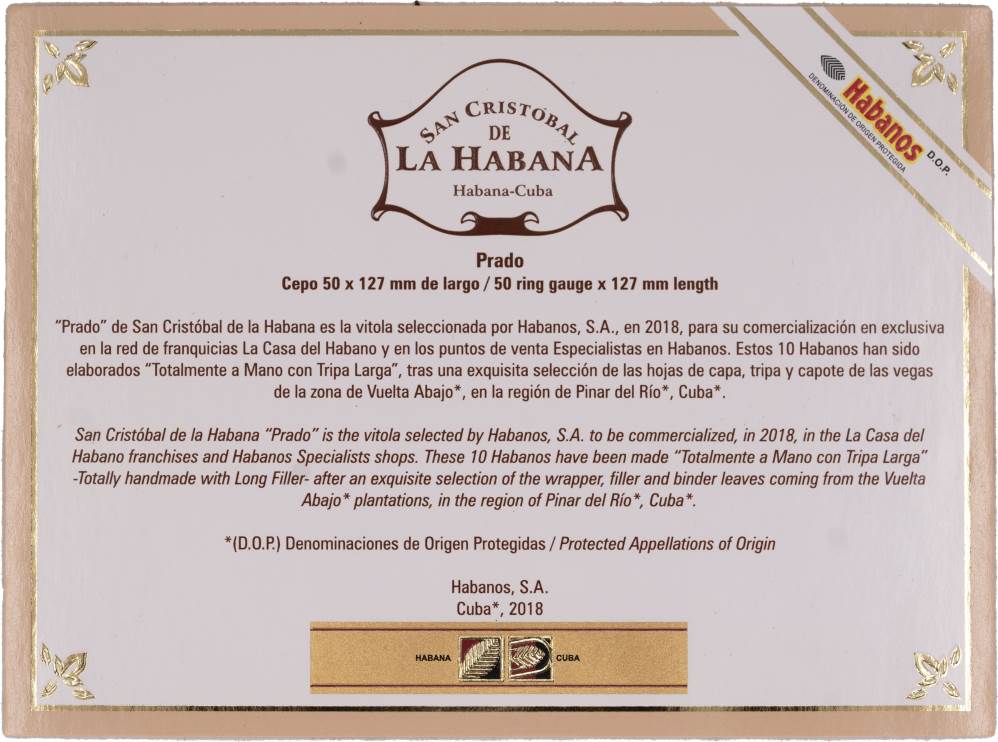 SAN CRISTÓBAL
DE
LA HABANA
Habana-Cuba
Habanos
D.O.P.
DENOMINACIÓN DE ORIGEN PROTEGIDA
Prado
Cepo 50 x 127 mm de largo / 50 ring gauge x 127 mm length
"Prado" de San Cristóbal de la Habana es la vitola seleccionada por Habanos, S.A., en 2018, para su comercialización en exclusiva
en la red de franquicias La Casa del Habano y en los puntos de venta Especialistas en Habanos. Estos 10 Habanos han sido
elaborados "Totalmente a Mano con Tripa Larga", tras una exquisita selección de las hojas de capa, tripa y capote de las vegas
de la zona de Vuelta Abajo*, en la región de Pinar del Río*, Cuba*.
San Cristóbal de la Habana "Prado" is the vitola selected by Habanos, S.A. to be commercialized, in 2018, in the La Casa del
Habano franchises and Habanos Specialists shops. These 10 Habanos have been made "Totalmente a Mano con Tripa Larga"
-Totally handmade with Long Filler- after an exquisite selection of the wrapper, filler and binder leaves coming from the Vuelta
Abajo* plantations, in the region of Pinar del Río*, Cuba*.
*(D.O.P.) Denominaciones de Origen Protegidas / Protected Appellations of Origin
Habanos, S.A.
Cuba*, 2018
HABANA CUBA